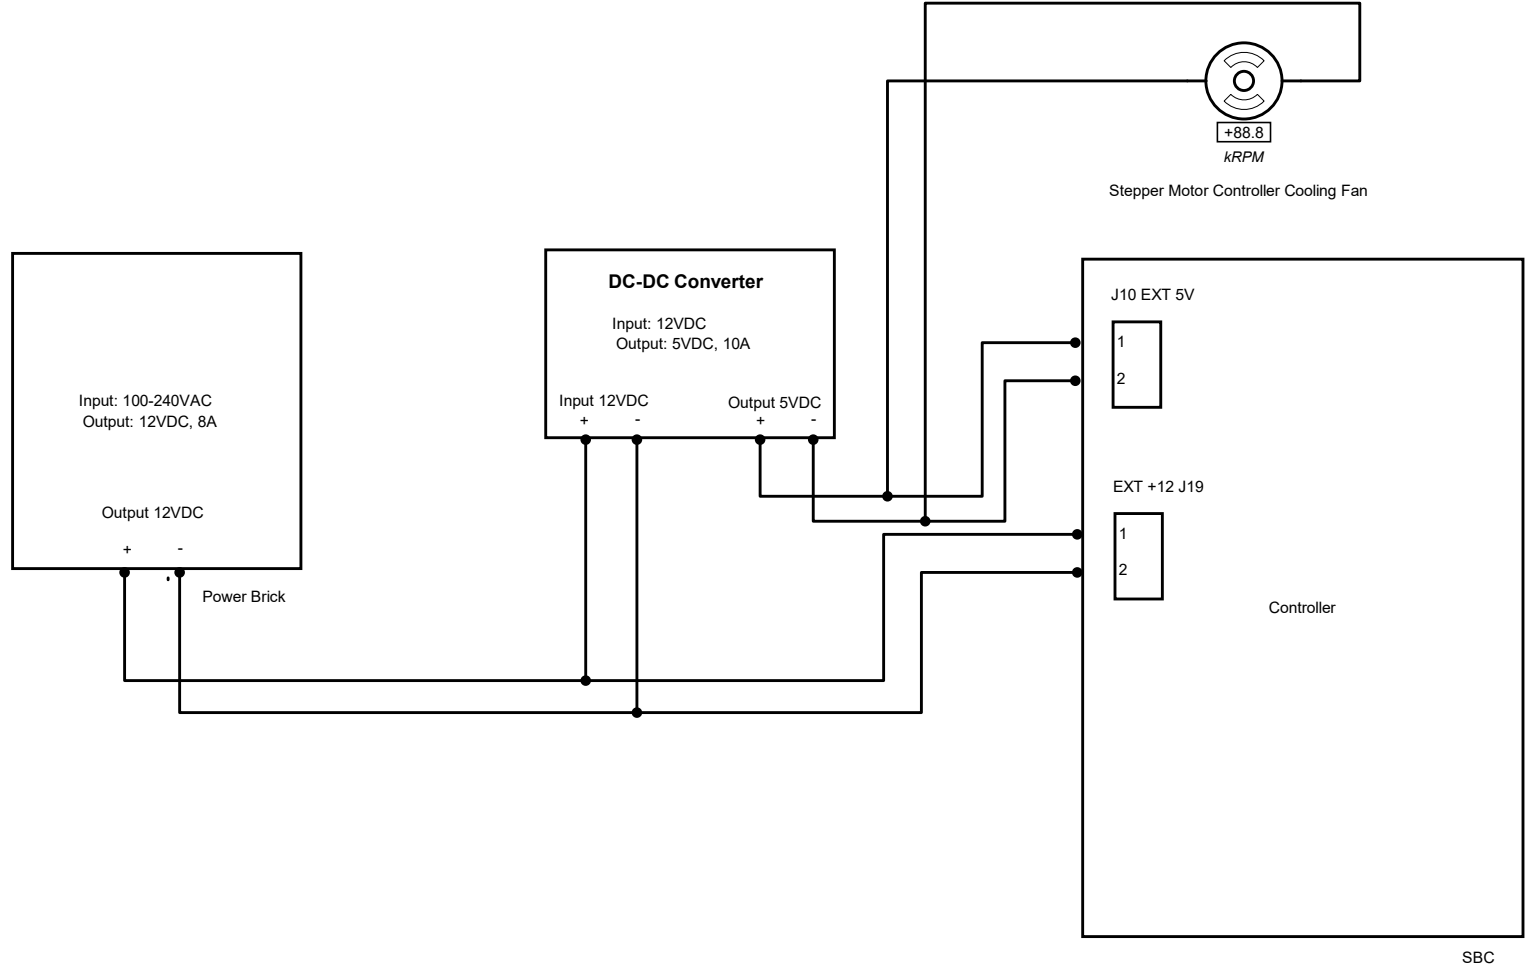 +88.8
kRPM
Stepper Motor Controller Cooling Fan
DC-DC Converter
Input: 12VDC
Output: 5VDC, 10A
Input 12VDC
+ -
Output 5VDC
+ -
Input: 100-240VAC
Output: 12VDC, 8A
Output 12VDC
+ -
Power Brick
J10 EXT 5V
1
2
EXT +12 J19
1
2
Controller
SBC